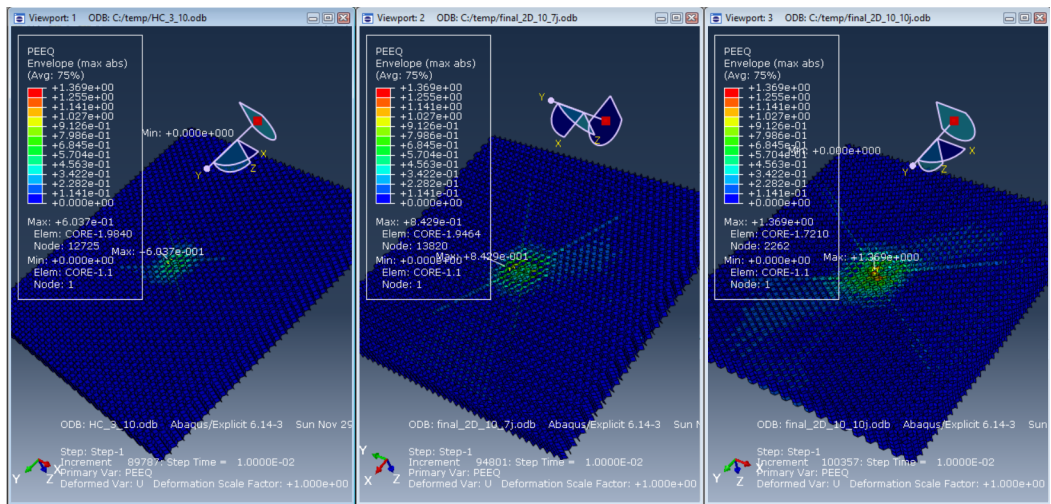 Viewport: 1 ODB: C:/temp/HC_3_10.odb
PEEQ
Envelope (max abs)
(Avg: 75%)
+1.369e+00
+1.255e+00
+1.141e+00
+1.027e+00
+9.126e-01
+7.986e-01
+6.845e-01
+5.704e-01
+4.563e-01
+3.422e-01
+2.282e-01
+1.141e-01
+0.000e+00
Max: +6.037e-01
Elem: CORE-1.9840
Node: 12725
Min: +0.000e+00
Elem: CORE-1.1
Node: 1
Min: +0.000e+000
X
Y
Z
Max: +6.037e-001
ODB: HC_3_10.odb Abaqus/Explicit 6.14-3 Sun Nov 29
Step: Step-1
Increment 89787: Step Time = 1.0000E-02
Primary Var: PEEQ
Deformed Var: U Deformation Scale Factor: +1.000e+00
Y
X
Z
Viewport: 2 ODB: C:/temp/final_2D_10_7j.odb
PEEQ
Envelope (max abs)
(Avg: 75%)
+1.369e+00
+1.255e+00
+1.141e+00
+1.027e+00
+9.126e-01
+7.986e-01
+6.845e-01
+5.704e-01
+4.563e-01
+3.422e-01
+2.282e-01
+1.141e-01
+0.000e+00
Max: +8.429e-01
Elem: CORE-1.9464
Node: 13820
Min: +0.000e+00
Elem: CORE-1.1
Node: 1
Y
X
Z
Max: +8.429e-001
ODB: final_2D_10_7j.odb Abaqus/Explicit 6.14-3 Sun N
Step: Step-1
Increment 94801: Step Time = 1.0000E-02
Primary Var: PEEQ
Deformed Var: U Deformation Scale Factor: +1.000e+00
Y
X
Z
Viewport: 3 ODB: C:/temp/final_2D_10_10j.odb
PEEQ
Envelope (max abs)
(Avg: 75%)
+1.369e+00
+1.255e+00
+1.141e+00
+1.027e+00
+9.126e-01
+7.986e-01
+6.845e-01
+5.704e-01
+4.563e-01
+3.422e-01
+2.282e-01
+1.141e-01
+0.000e+00
Max: +1.369e+00
Elem: CORE-1.7210
Node: 2262
Min: +0.000e+00
Elem: CORE-1.1
Node: 1
Min: +0.000e+000
X
Y
Z
Max: +1.369e+000
ODB: final_2D_10_10j.odb Abaqus/Explicit 6.14-3 Sun
Step: Step-1
Increment 100357: Step Time = 1.0000E-02
Primary Var: PEEQ
Deformed Var: U Deformation Scale Factor: +1.000e+00
Y
X
Z